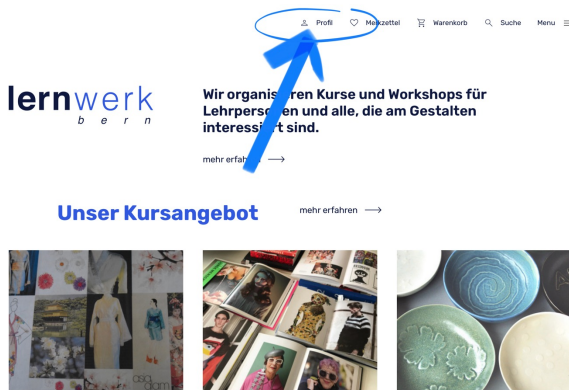 Profil
Merkzettel
Warenkorb
Suche
Menu
lernwerk
bern
Wir organisieren Kurse und Workshops für
Lehrpersonen und alle, die am Gestalten
interessiert sind.
mehr erfahren
Unser Kursangebot
mehr erfahren